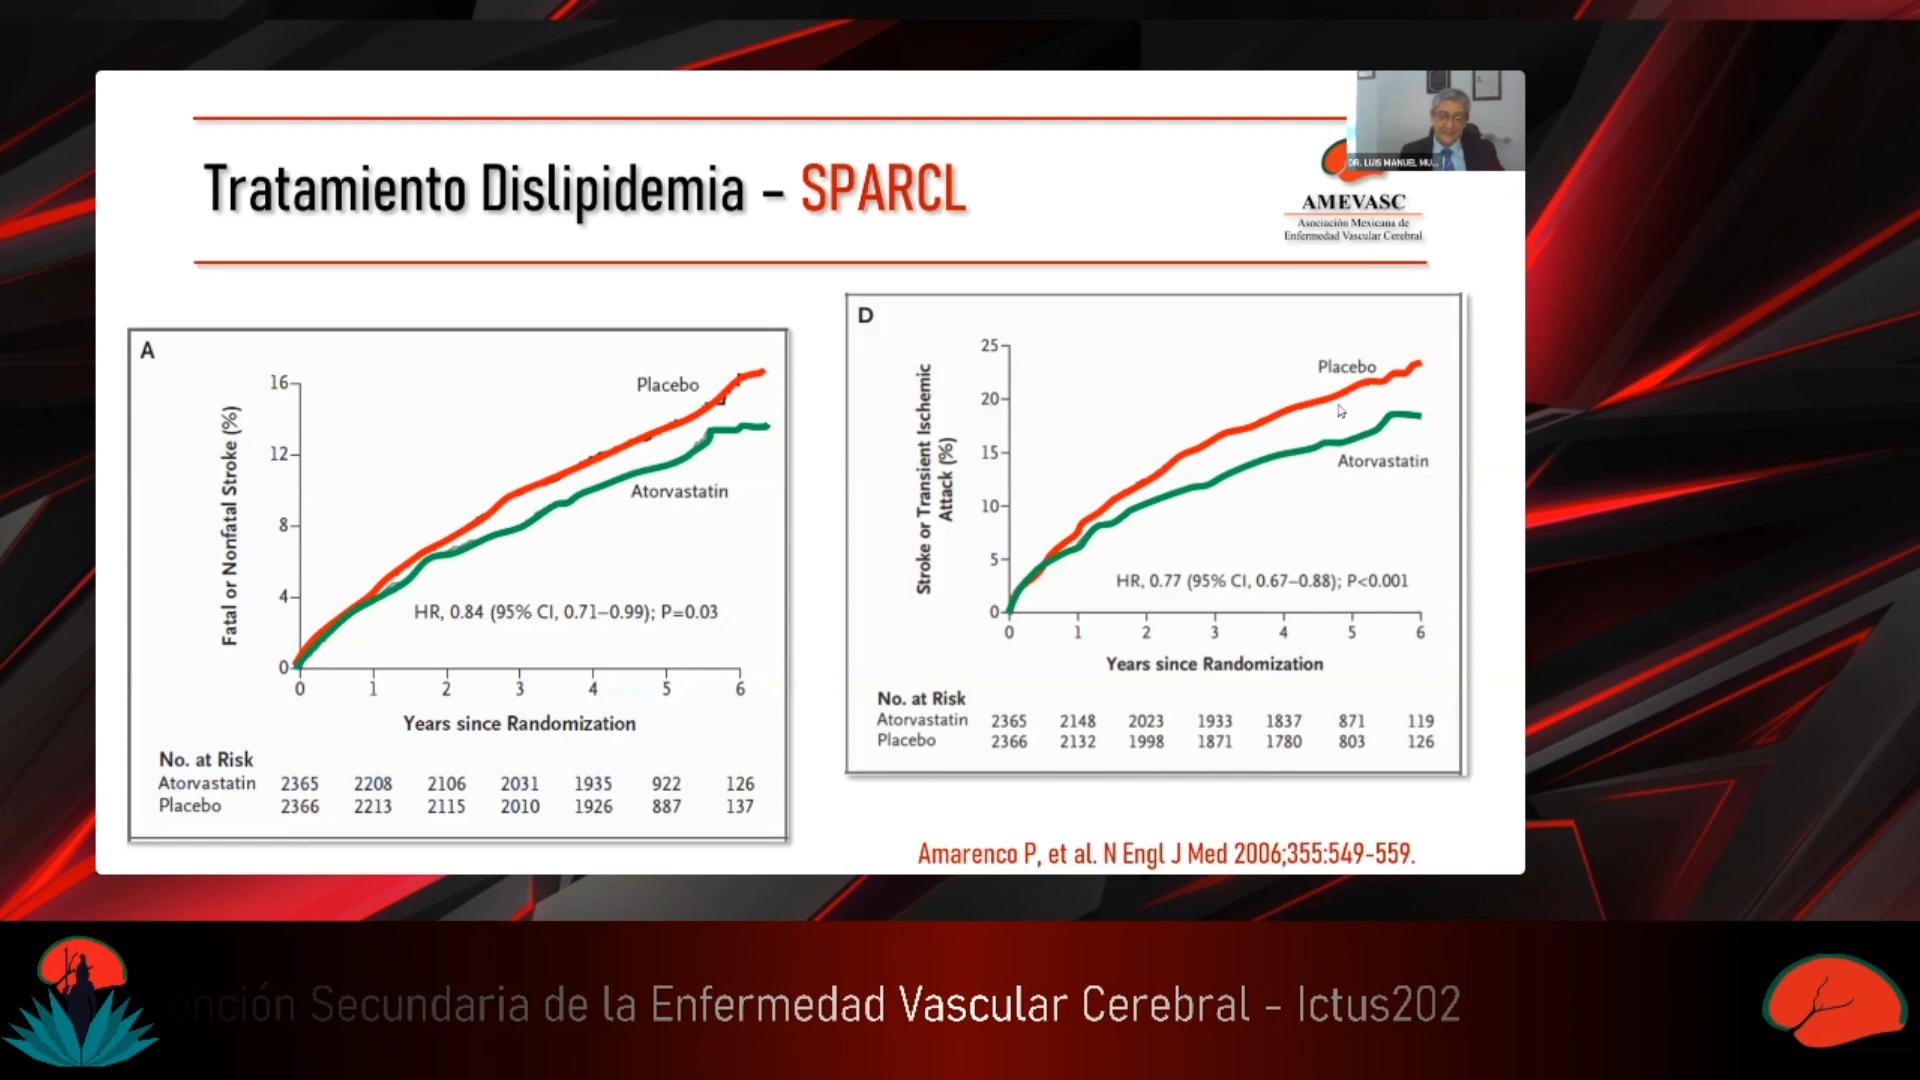 DR. LUIS MANUEL MU...
Tratamiento Dislipidemia – SPARCL
AMEVASC
Asociación Mexicana de
Enfermedad Vascular Cerebral
A
Fatal or Nonfatal Stroke (%)
16
12
8
4
0
Placebo
Atorvastatin
HR, 0.84 (95% CI, 0.71–0.99); P=0.03
0 1 2 3 4 5 6
Years since Randomization
No. at Risk
Atorvastatin 2365 2208 2106 2031 1935 922 126
Placebo 2366 2213 2115 2010 1926 887 137
D
Stroke or Transient Ischemic
Attack (%)
25
20
15
10
5
0
Placebo
Atorvastatin
HR, 0.77 (95% CI, 0.67–0.88); P<0.001
0 1 2 3 4 5 6
Years since Randomization
No. at Risk
Atorvastatin 2365 2148 2023 1933 1837 871 119
Placebo 2366 2132 1998 1871 1780 803 126
Amarenco P, et al. N Engl J Med 2006;355:549-559.
ención Secundaria de la Enfermedad Vascular Cerebral - Ictus202